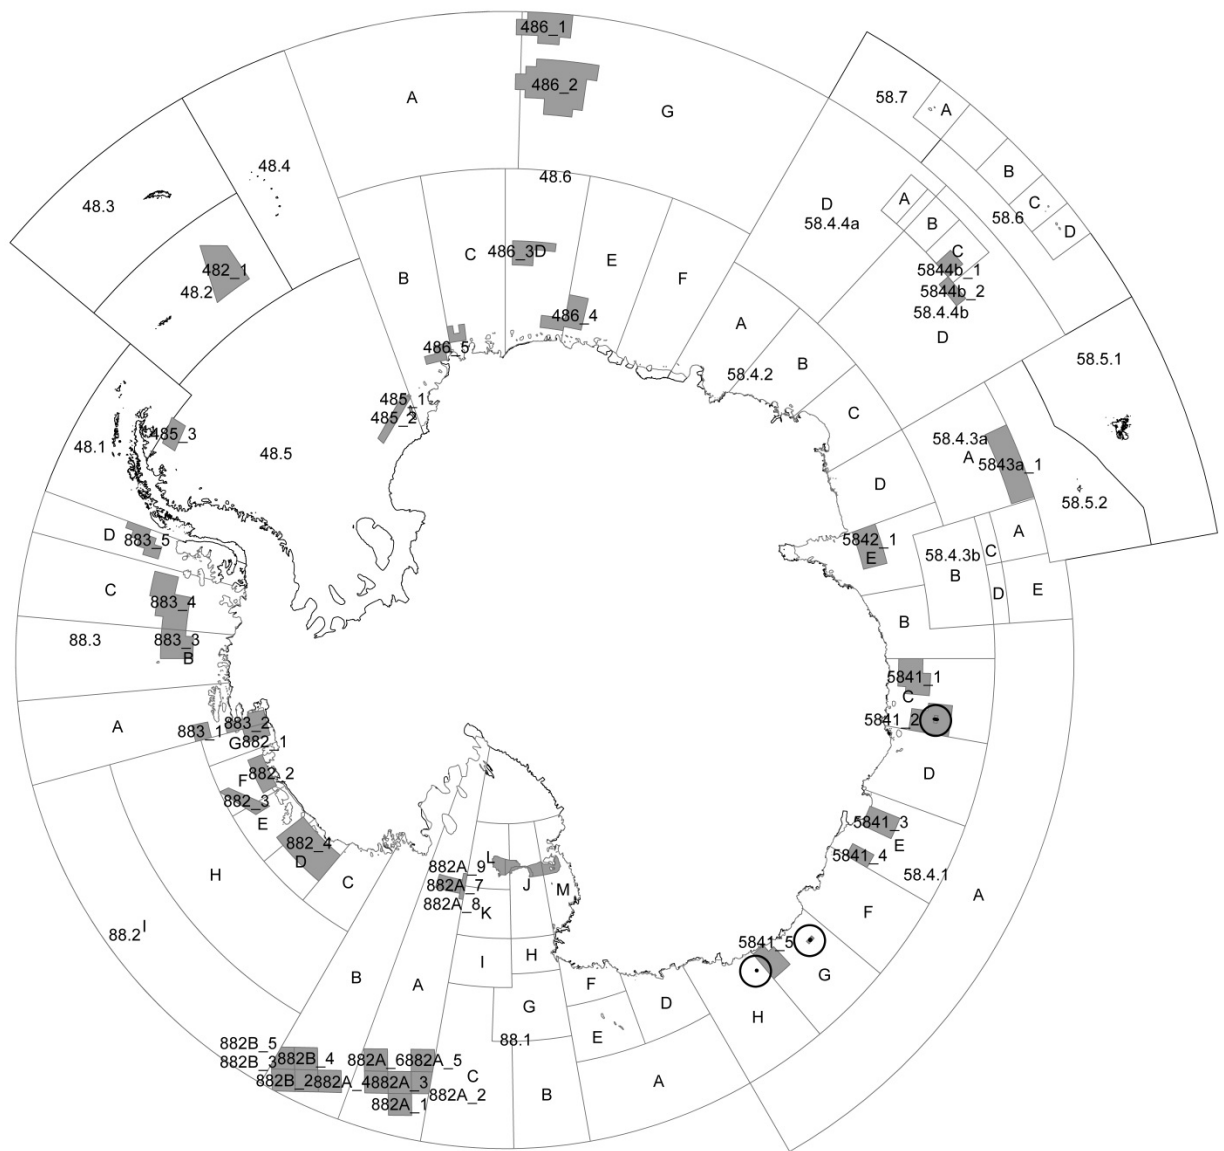 486_1
486_2
A
G
58.7
A
B
C
D
58.6
48.4
48.3
48.6
D
58.4.4a
A
B
C
5844b_1
5844b_2
58.4.4b
D
482_1
48.2
B
C
486_3D
E
F
486_4
486_5
A
B
58.4.2
C
D
58.5.1
58.4.3a
A
5843a_1
58.5.2
485_1
485_2
485_3
48.1
48.5
D
883_5
5842_1
E
58.4.3b
B
C
A
D
E
C
883_4
88.3
883_3
B
B
5841_1
C
5841_2
A
883_1
883_2
G
882_1
882_2
F
882_3
E
882_4
D
C
D
5841_3
E
5841_4
58.4.1
A
F
H
I
88.2
882A_9
L
882A_7
J
M
882A_8
K
5841_5
G
H
I
H
B
A
F
D
G
E
88.1
882B_5
882B_3
882B_4
882A_6
882A_5
882B_2
882A_4
882A_3
C
882A_2
882A_1
B
A